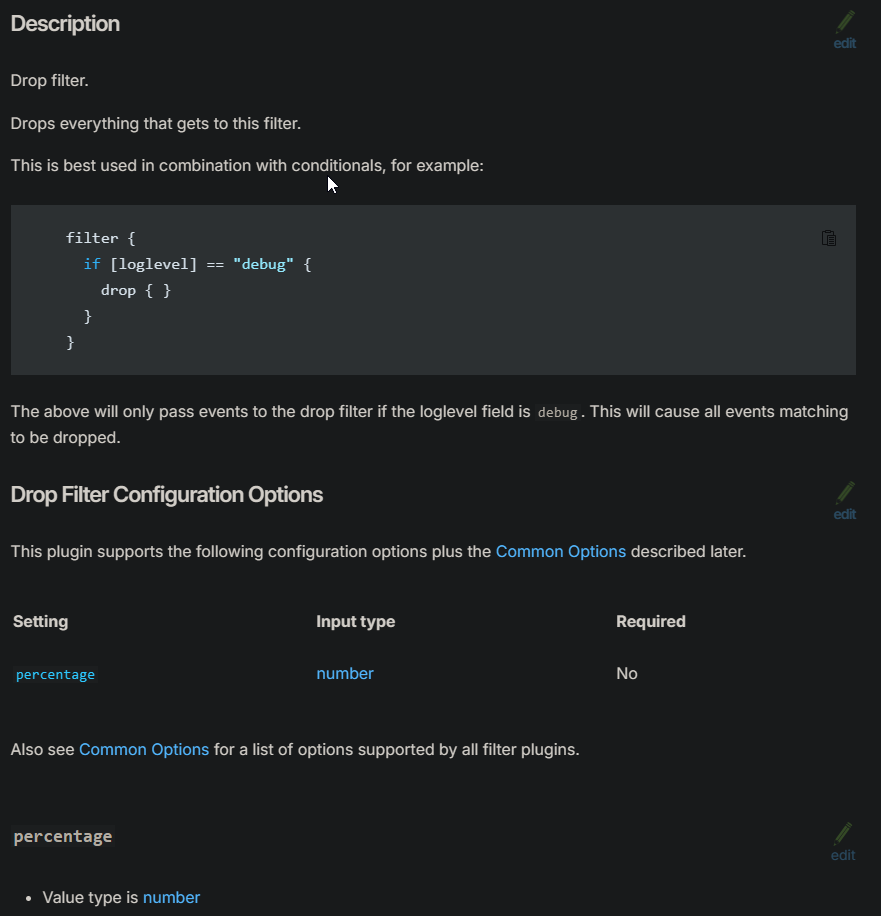 Description
edit
Drop filter.
Drops everything that gets to this filter.
This is best used in combination with conditionals, for example:
filter {
  if [loglevel] == "debug" {
    drop { }
  }
}
The above will only pass events to the drop filter if the loglevel field is debug. This will cause all events matching
to be dropped.
Drop Filter Configuration Options
edit
This plugin supports the following configuration options plus the Common Options described later.
Setting Input type Required
percentage number No
Also see Common Options for a list of options supported by all filter plugins.
percentage
edit
• Value type is number